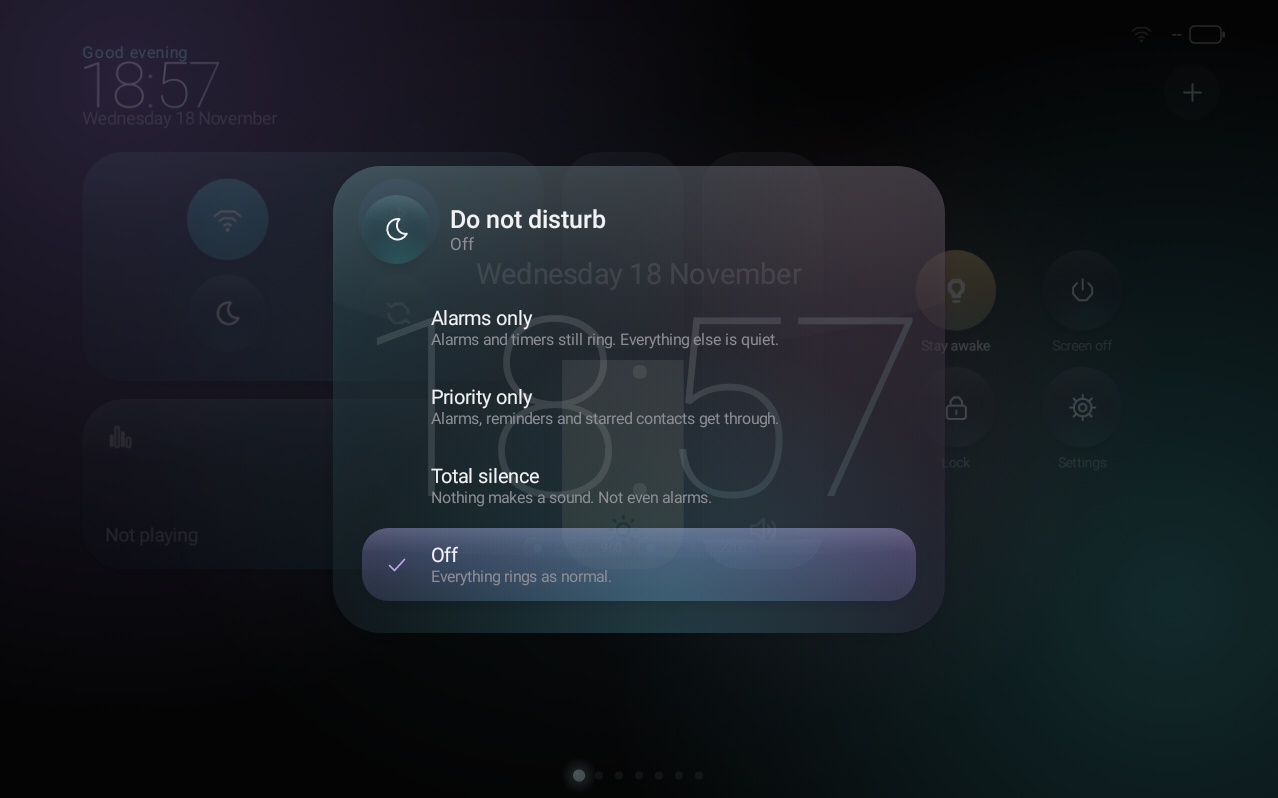 Good evening
18:57
Wednesday 18 November
--
Do not disturb
Off
Wednesday 18 November
18:57
Alarms only
Alarms and timers still ring. Everything else is quiet.
Priority only
Alarms, reminders and starred contacts get through.
Total silence
Nothing makes a sound. Not even alarms.
Off
Everything rings as normal.
Stay awake
Screen off
Lock
Settings
Not playing